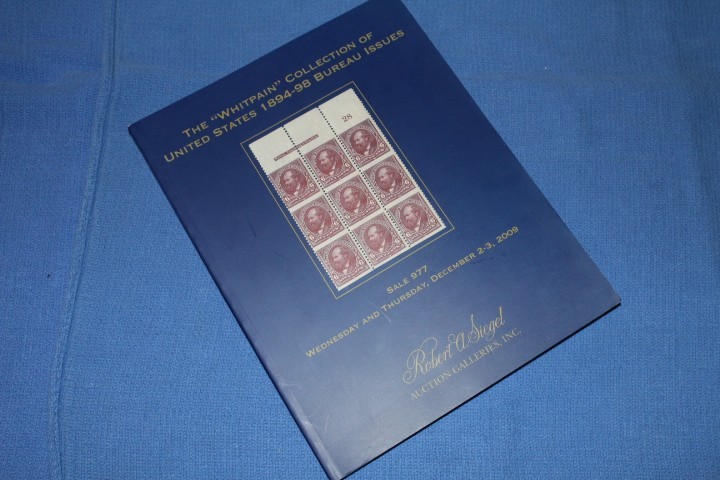 The "Whitpain" Collection of
United States 1894-98 Bureau Issues
28
Sale 977
Wednesday and Thursday, December 2-3, 2009
Robert A. Siegel
Auction Galleries, Inc.